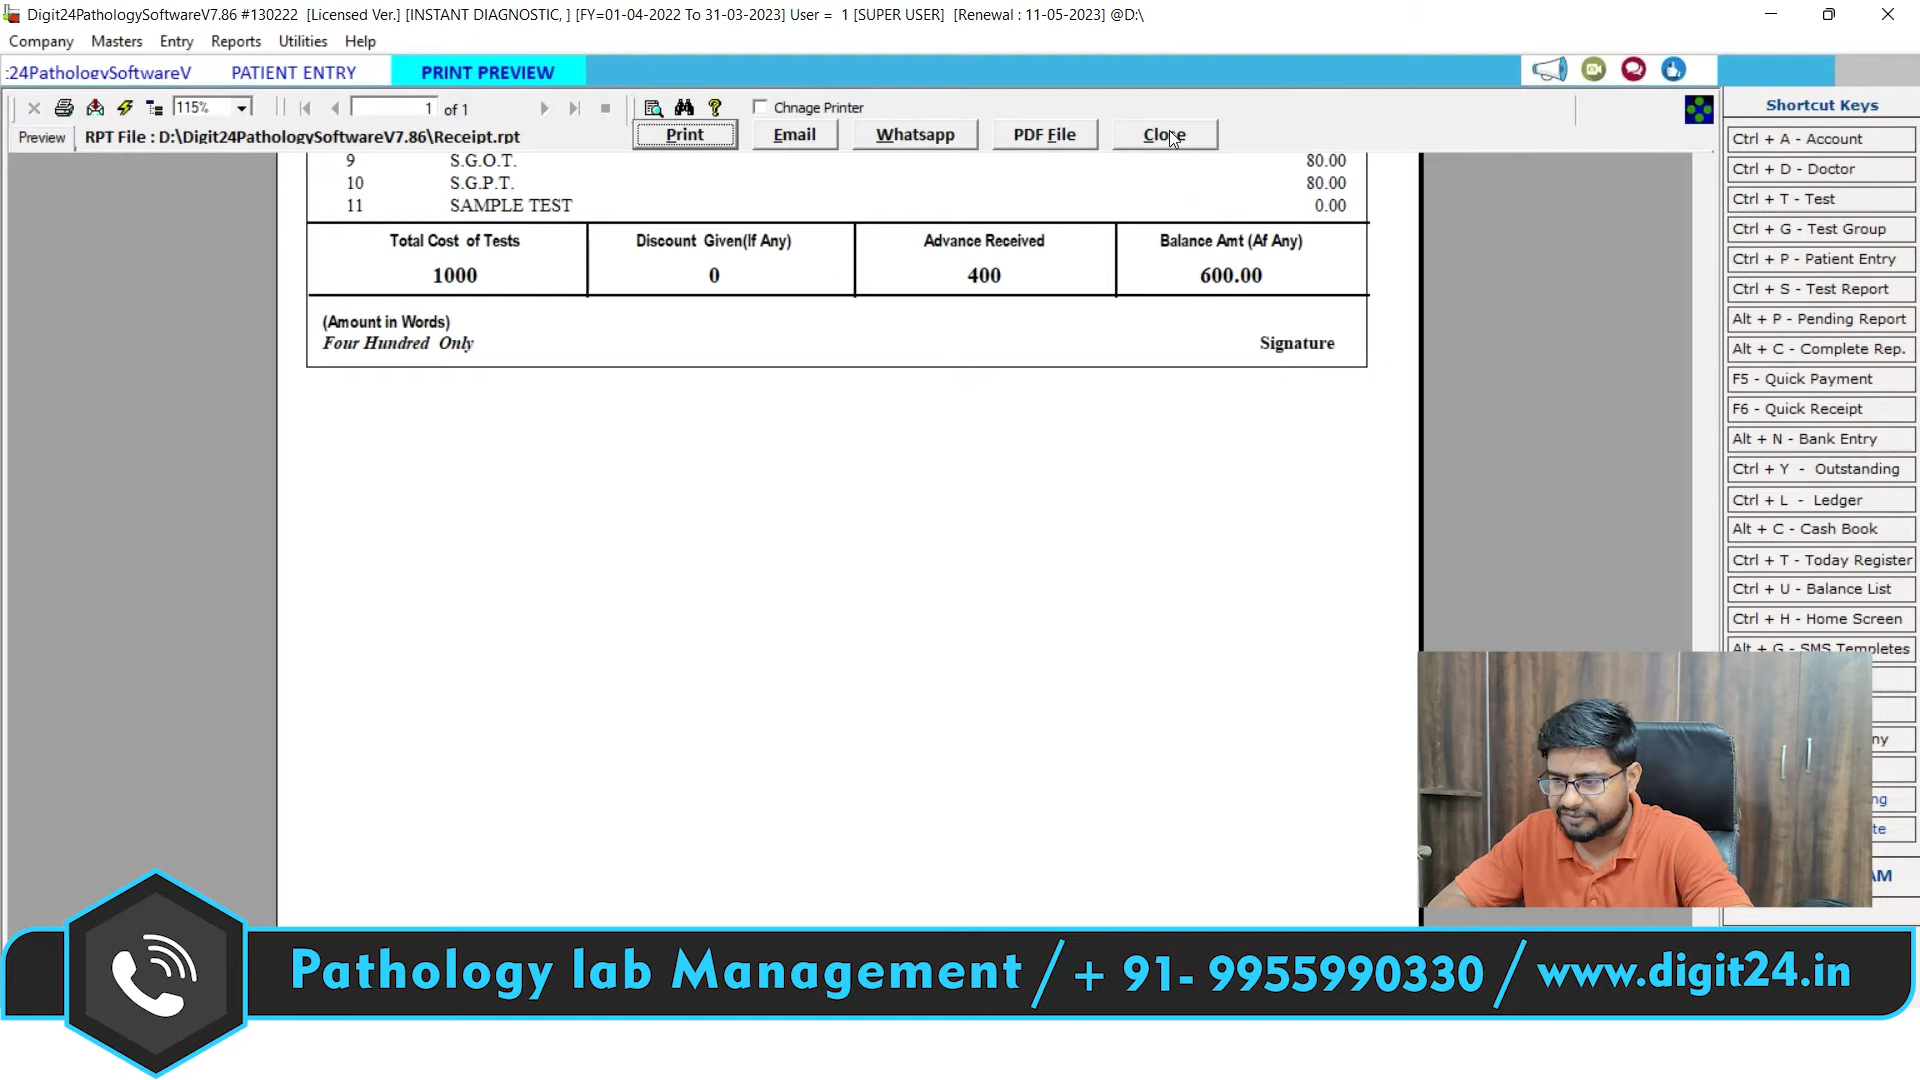 Digit24PathologySoftwareV7.86 #130222 [Licensed Ver.] [INSTANT DIAGNOSTIC, ] [FY=01-04-2022 To 31-03-2023] User = 1 [SUPER USER] [Renewal : 11-05-2023] @D:\
Company Masters Entry Reports Utilities Help
:24PathologySoftwareV PATIENT ENTRY PRINT PREVIEW
115% 1 of 1 Chnage Printer
Preview RPT File : D:\Digit24PathologySoftwareV7.86\Receipt.rpt Print Email Whatsapp PDF File Close
9 S.G.O.T. 80.00
10 S.G.P.T. 80.00
11 SAMPLE TEST 0.00
Total Cost of Tests Discount Given(If Any) Advance Received Balance Amt (Af Any)
1000 0 400 600.00
(Amount in Words)
Four Hundred Only Signature
Shortcut Keys
Ctrl + A - Account
Ctrl + D - Doctor
Ctrl + T - Test
Ctrl + G - Test Group
Ctrl + P - Patient Entry
Ctrl + S - Test Report
Alt + P - Pending Report
Alt + C - Complete Rep.
F5 - Quick Payment
F6 - Quick Receipt
Alt + N - Bank Entry
Ctrl + Y - Outstanding
Ctrl + L - Ledger
Alt + C - Cash Book
Ctrl + T - Today Register
Ctrl + U - Balance List
Ctrl + H - Home Screen
Alt + G - SMS Templetes
ny
ng
te
AM
Pathology lab Management / + 91- 9955990330 / www.digit24.in